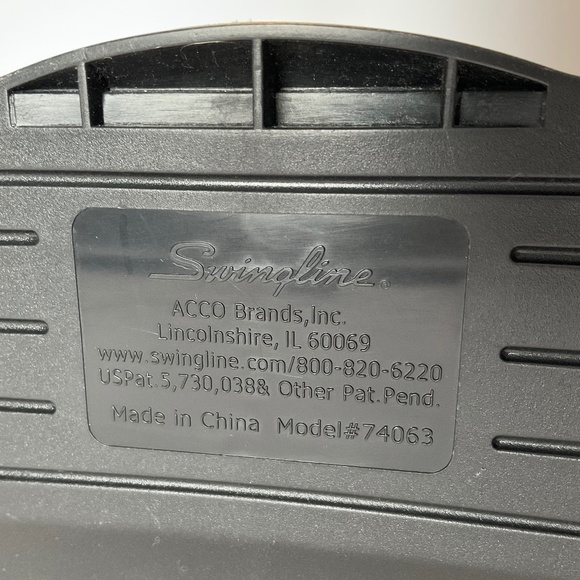 Swingline®
ACCO Brands,Inc.
Lincolnshire, IL 60069
www.swingline.com/800-820-6220
USPat.5,730,038& Other Pat.Pend.
Made in China Model#74063